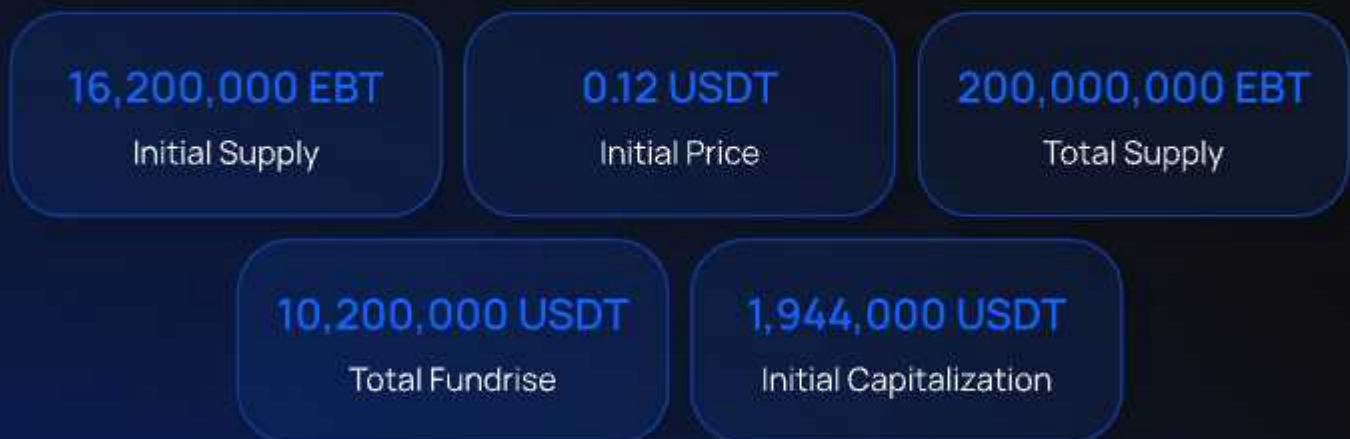 16,200,000 EBT
Initial Supply
0.12 USDT
Initial Price
200,000,000 EBT
Total Supply
10,200,000 USDT
Total Fundrise
1,944,000 USDT
Initial Capitalization